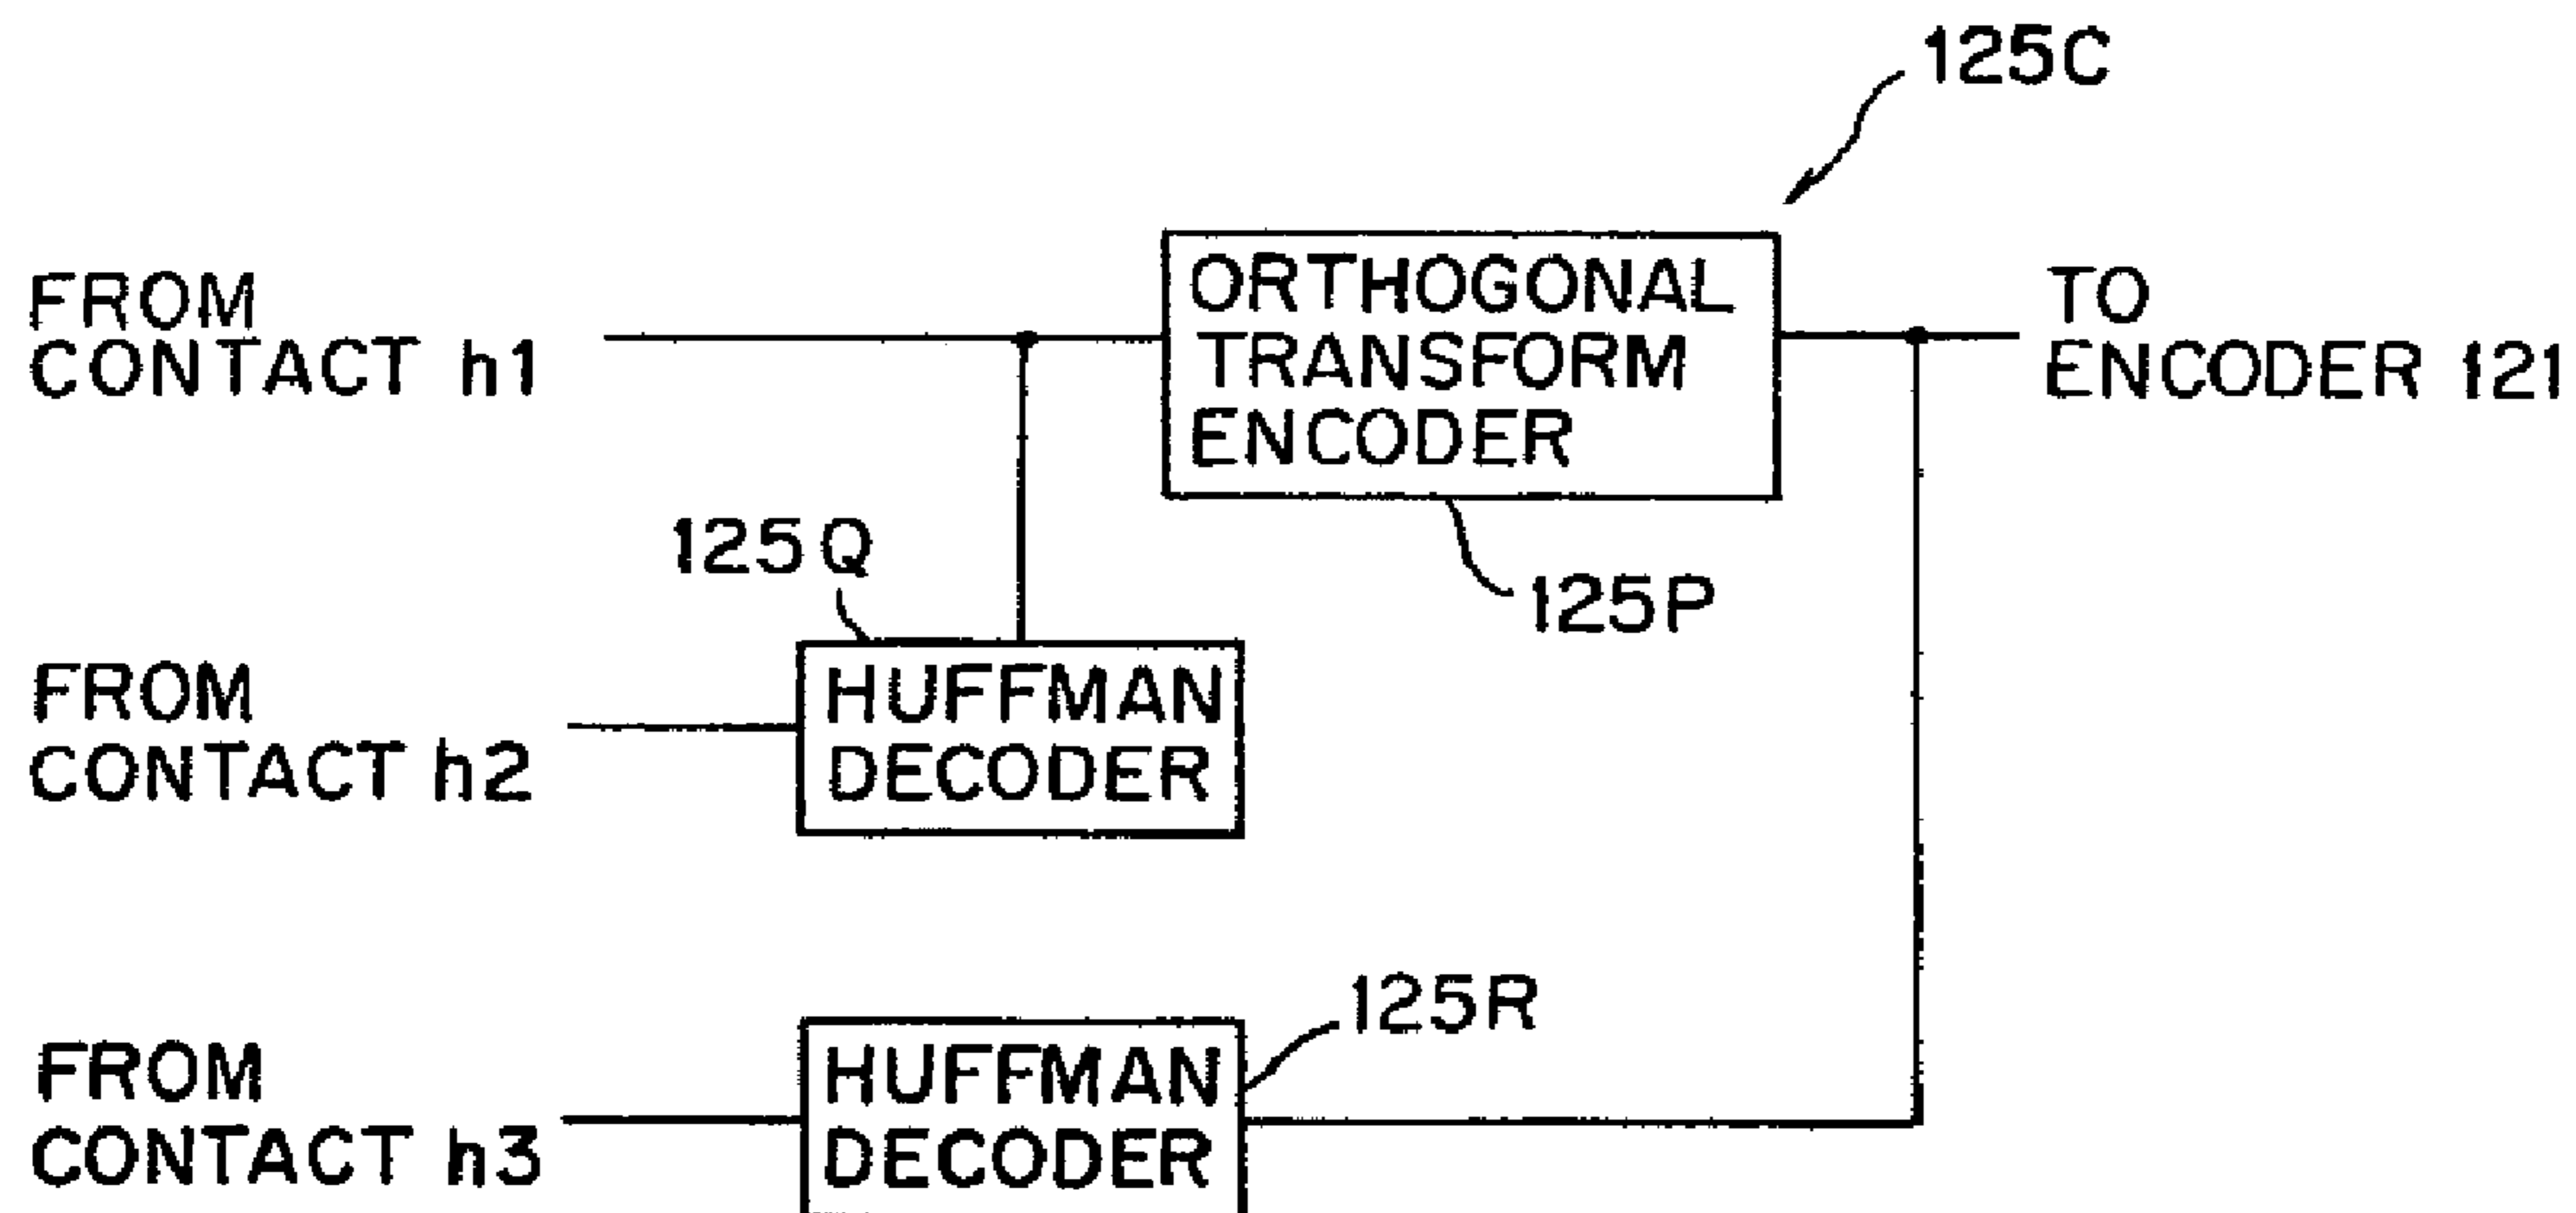 125C
FROM
CONTACT h1
ORTHOGONAL
TRANSFORM
ENCODER
TO
ENCODER 121
125Q
125P
FROM
CONTACT h2
HUFFMAN
DECODER
125R
FROM
CONTACT h3
HUFFMAN
DECODER